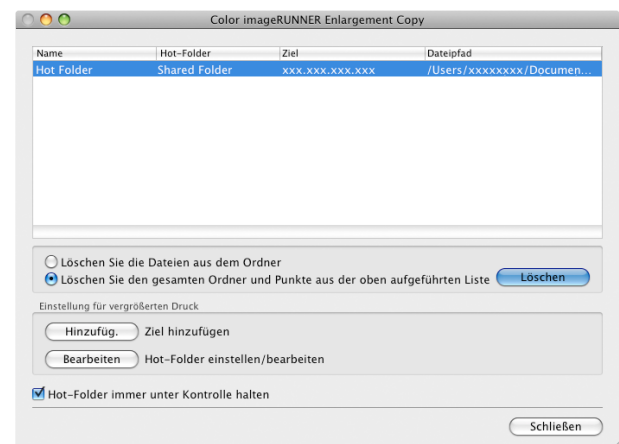 Color imageRUNNER Enlargement Copy
Name Hot-Folder Ziel Dateipfad
Hot Folder Shared Folder xxx.xxx.xxx.xxx /Users/xxxxxxxx/Documen...
Löschen Sie die Dateien aus dem Ordner
Löschen Sie den gesamten Ordner und Punkte aus der oben aufgeführten Liste Löschen
Einstellung für vergrößerten Druck
Hinzufüg. Ziel hinzufügen
Bearbeiten Hot-Folder einstellen/bearbeiten
Hot-Folder immer unter Kontrolle halten
Schließen